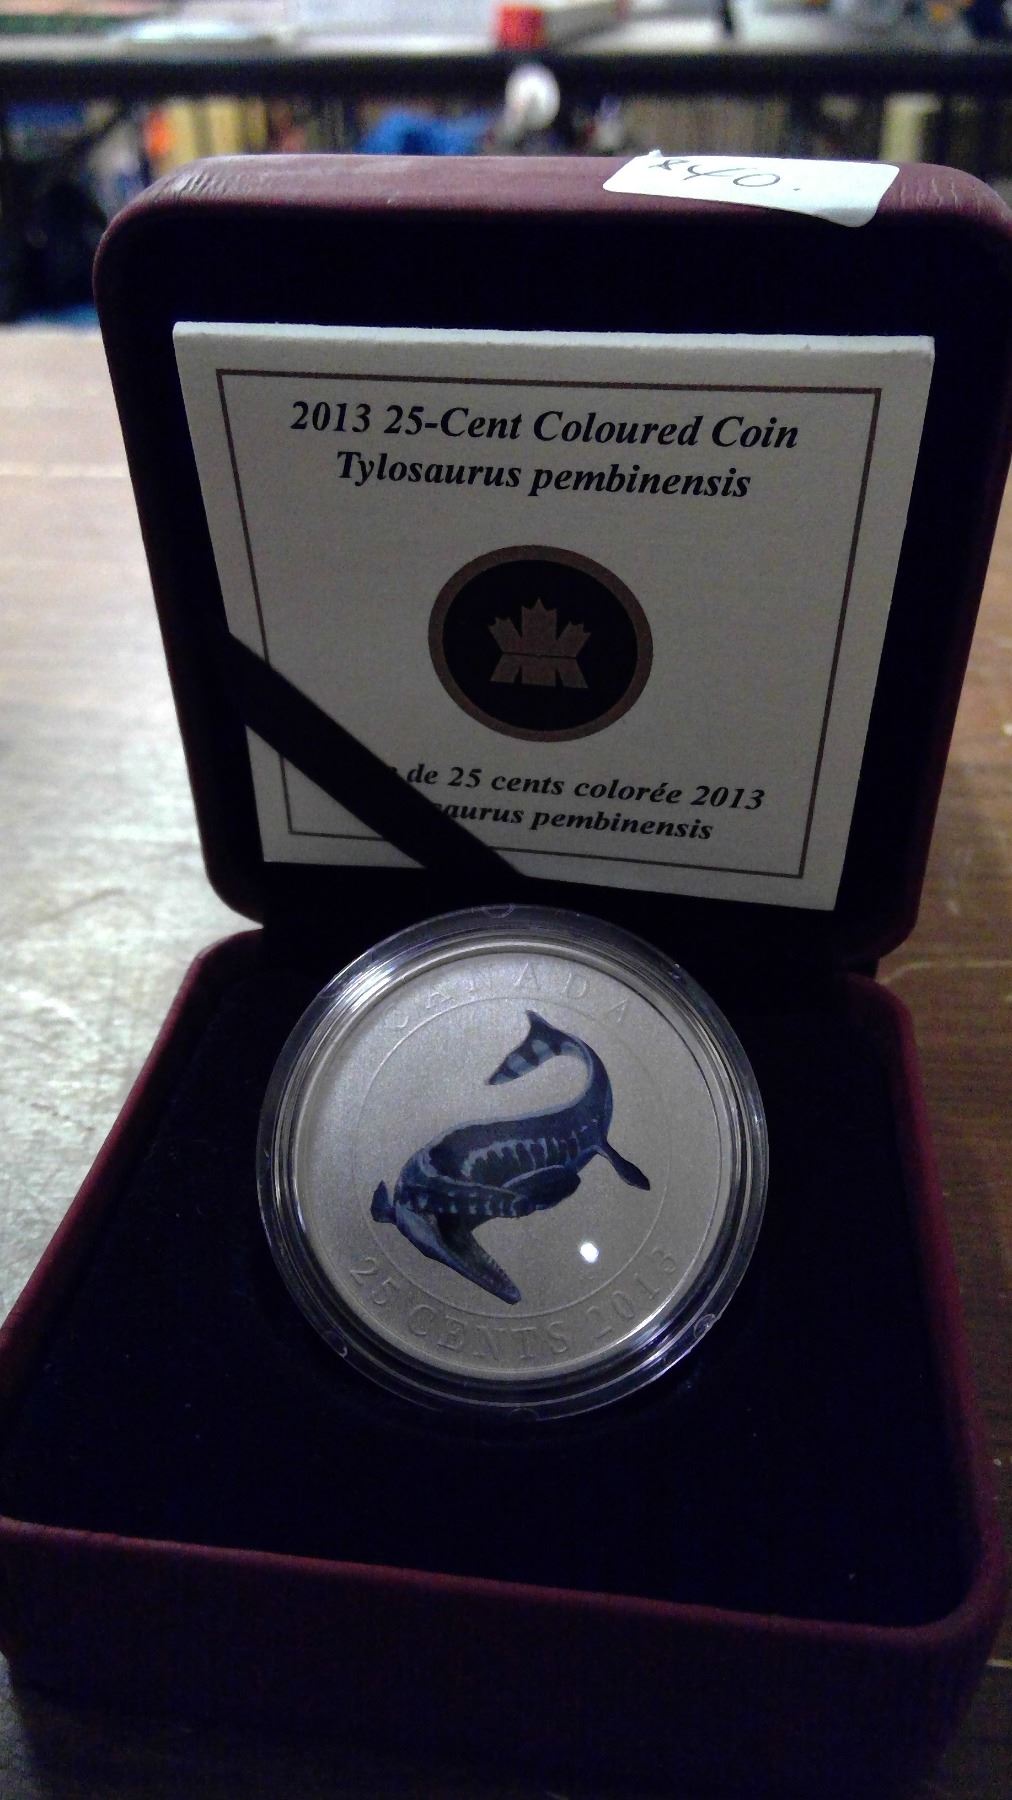 $40.
2013 25-Cent Coloured Coin
Tylosaurus pembinensis
de 25 cents colorée 2013
saurus pembinensis
CANADA
25 CENTS 2013